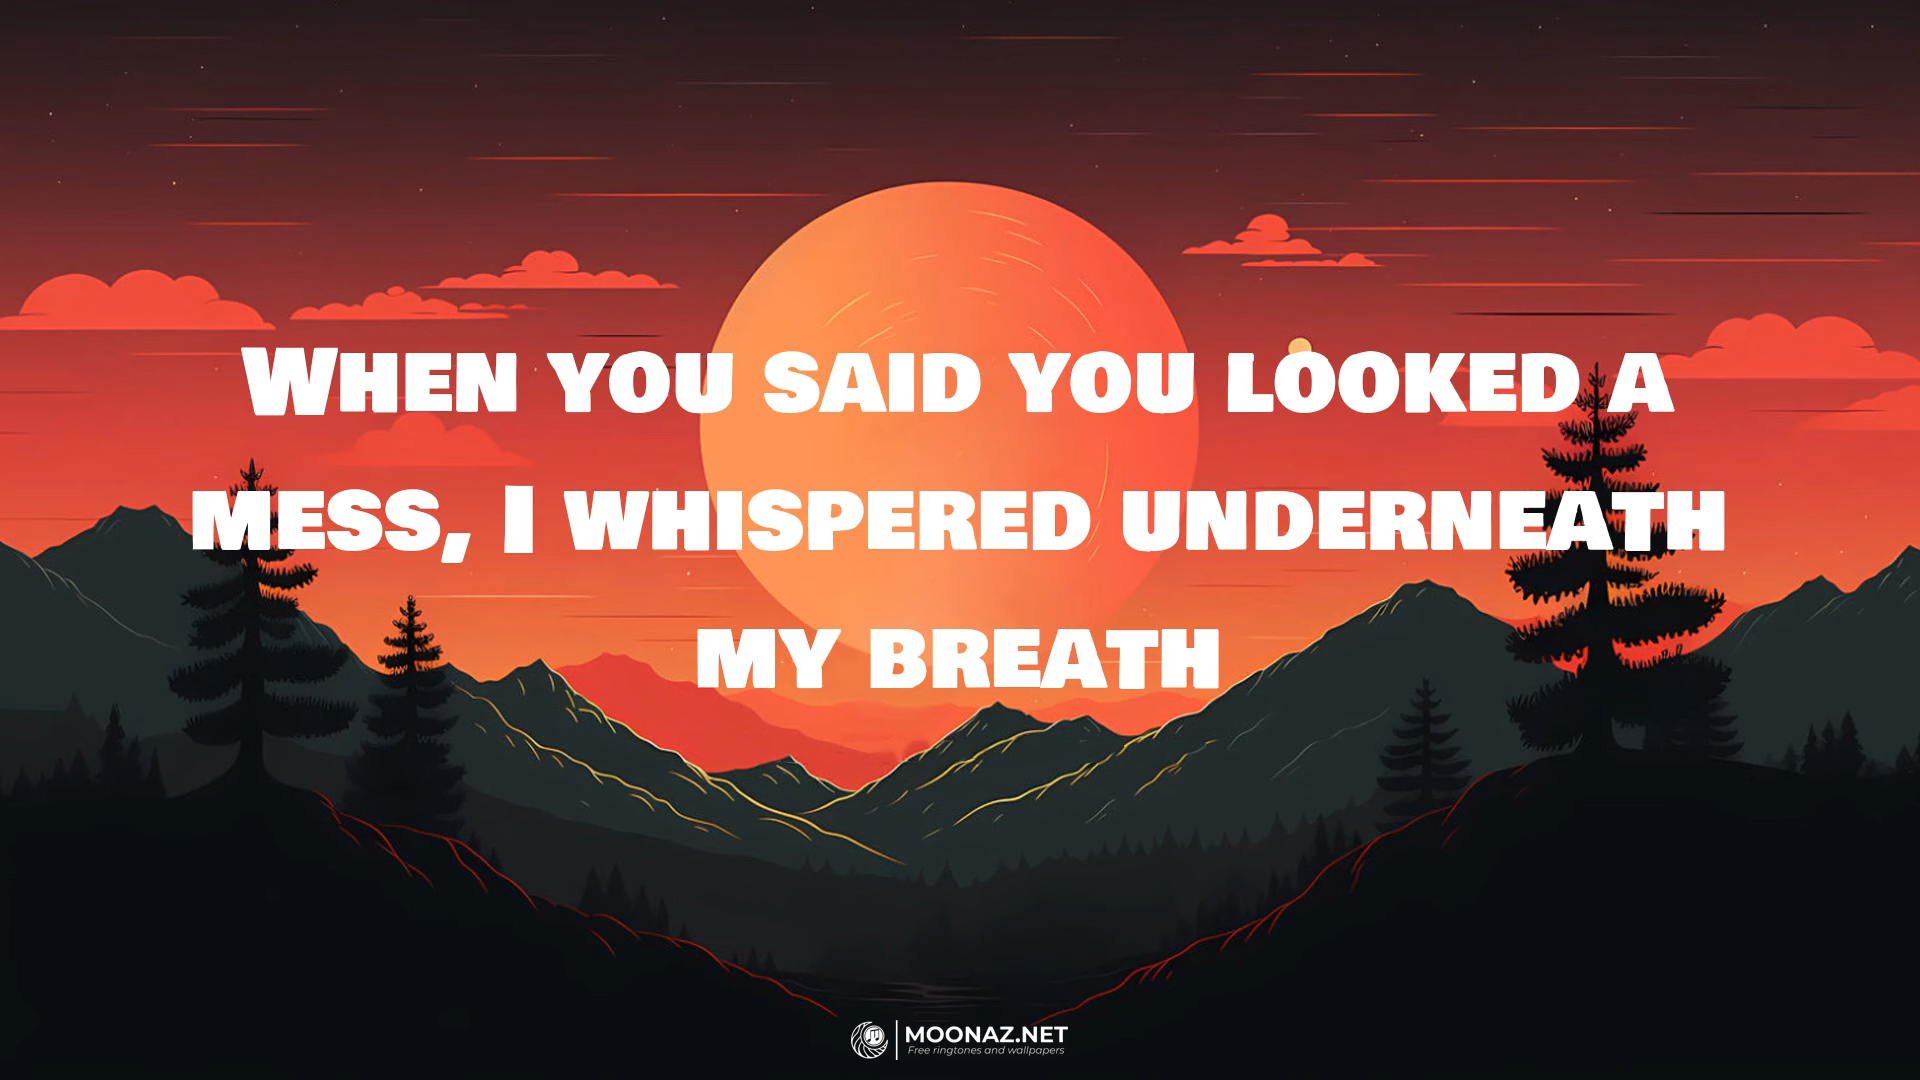 When you said you looked a
mess, I whispered underneath
my breath
MOONAZ.NET
Free ringtones and wallpapers